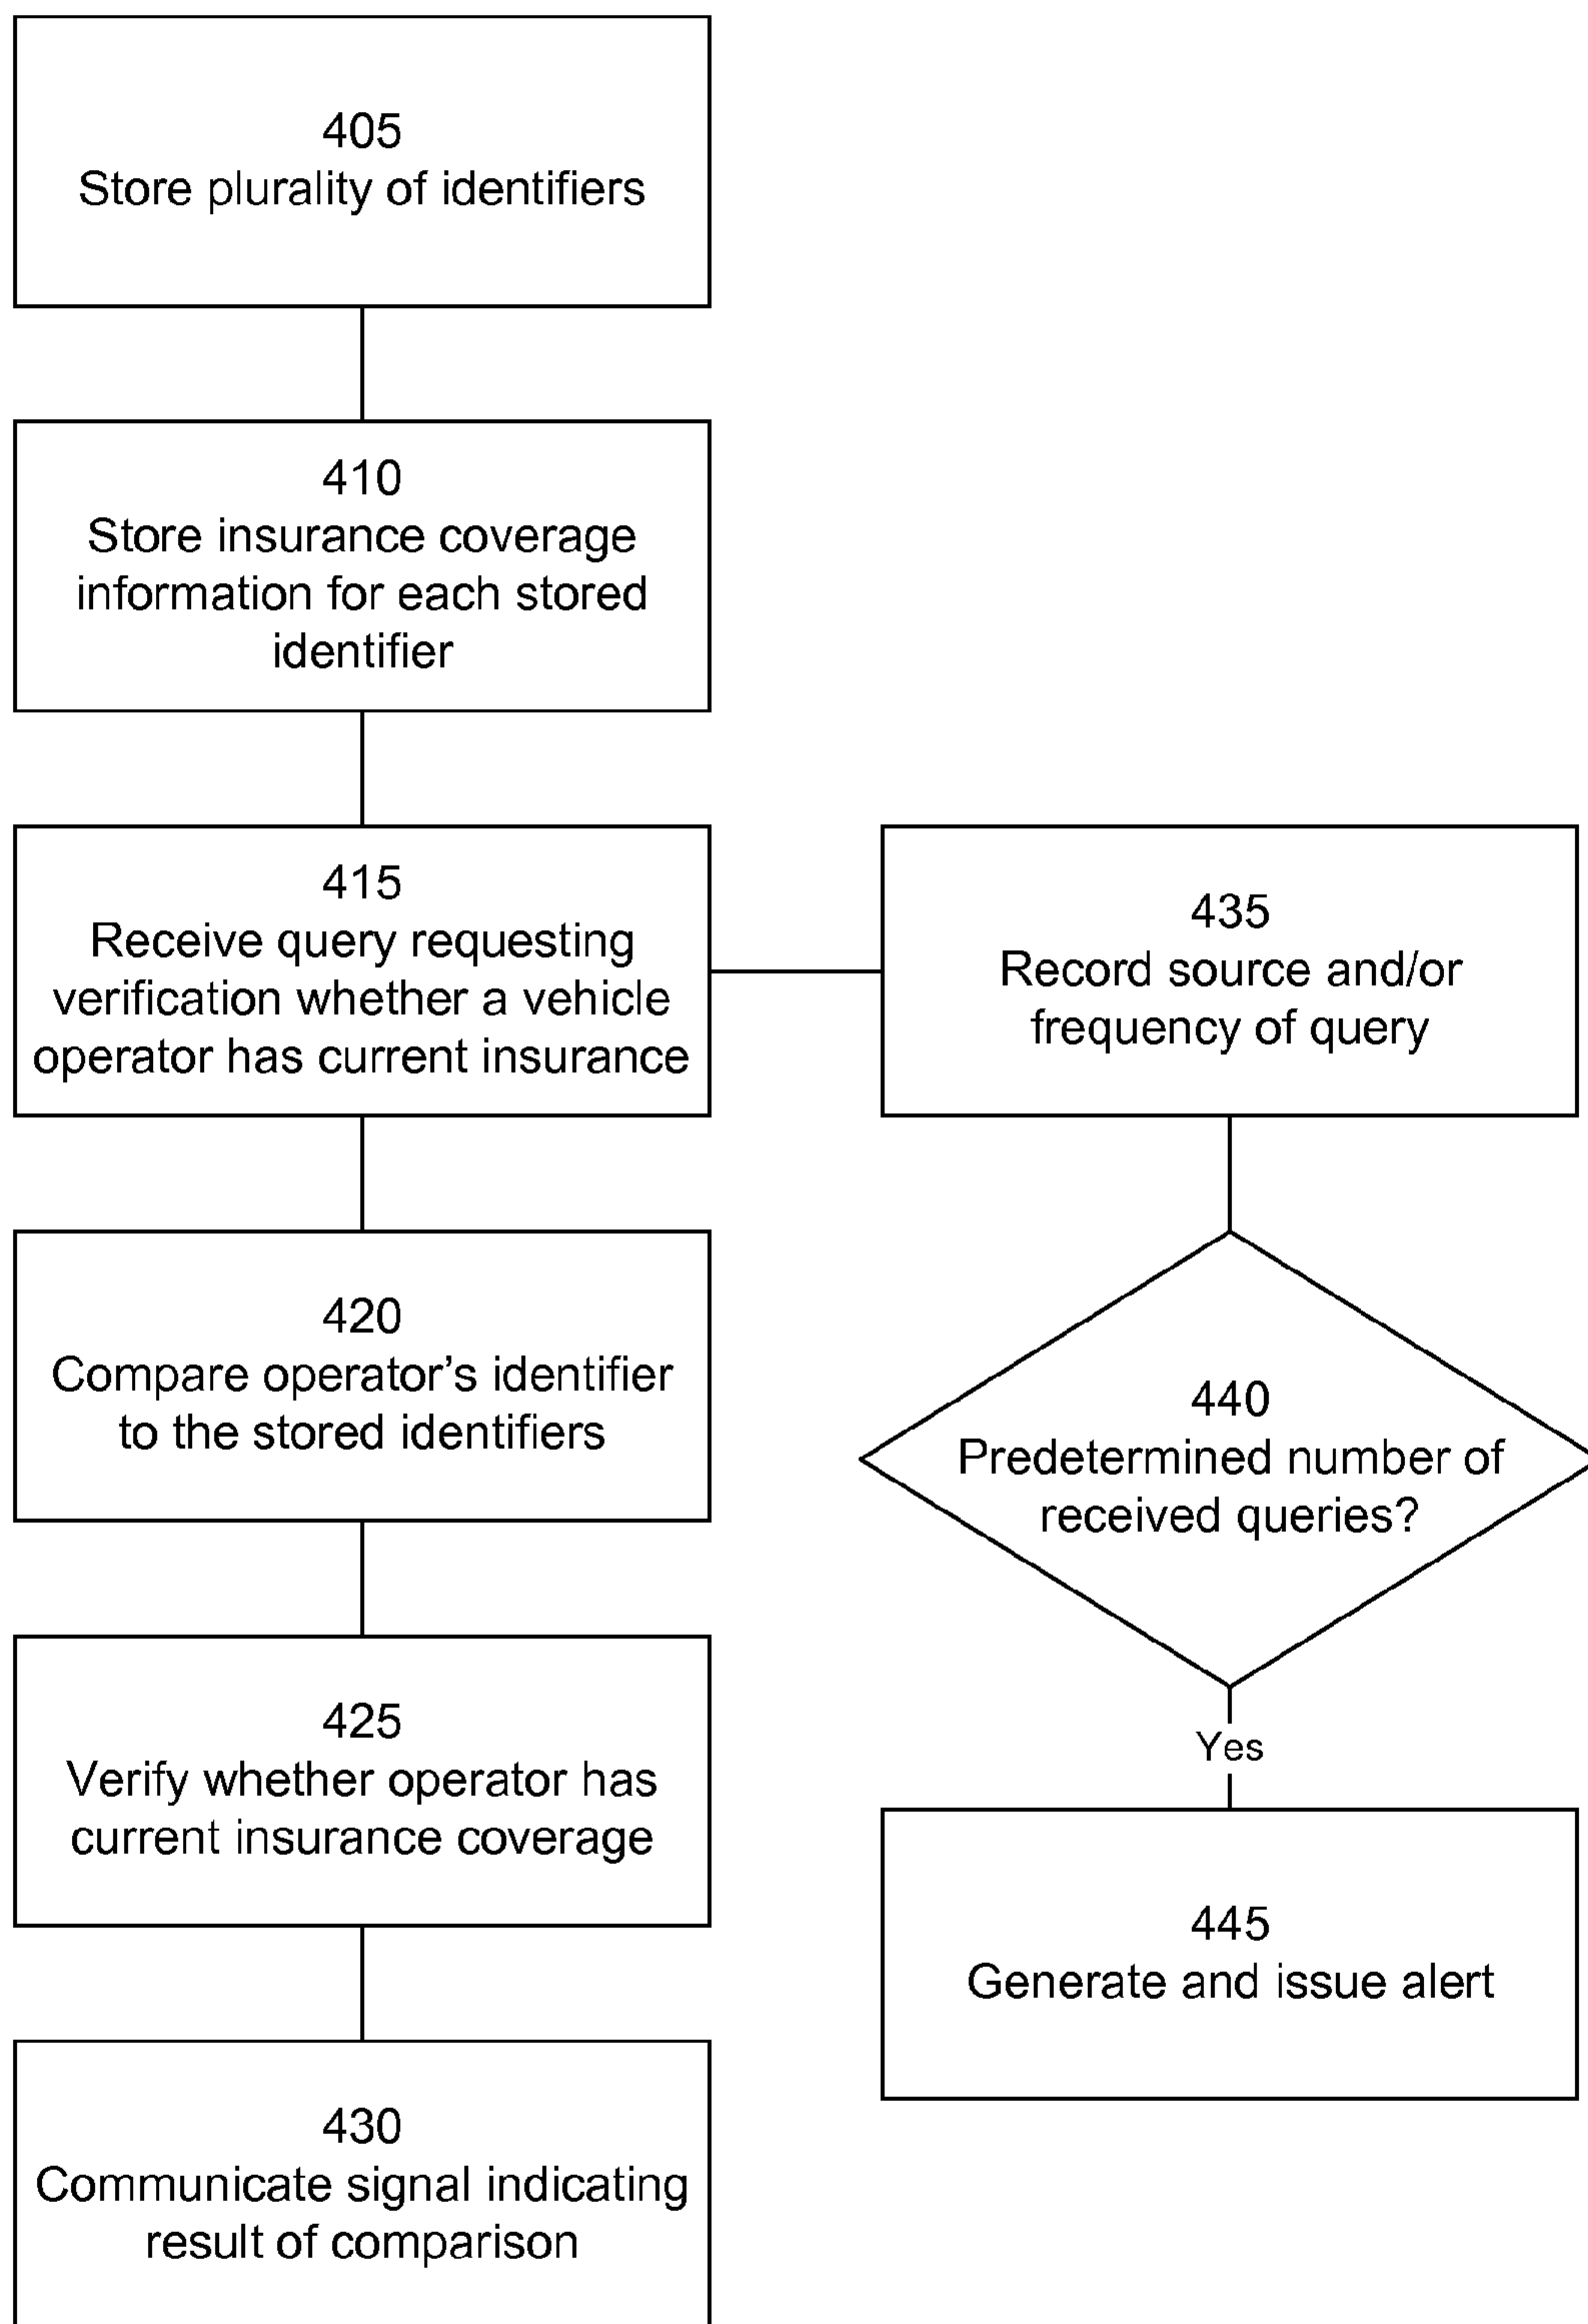 405
Store plurality of identifiers
410
Store insurance coverage
information for each stored
identifier
415
Receive query requesting
verification whether a vehicle
operator has current insurance
435
Record source and/or
frequency of query
420
Compare operator’s identifier
to the stored identifiers
440
Predetermined number of
received queries?
425
Verify whether operator has
current insurance coverage
Yes
445
Generate and issue alert
430
Communicate signal indicating
result of comparison